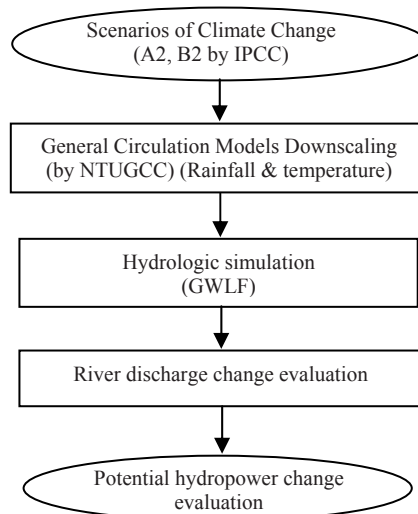 Scenarios of Climate Change
(A2, B2 by IPCC)
General Circulation Models Downscaling
(by NTUGCC) (Rainfall & temperature)
Hydrologic simulation
(GWLF)
River discharge change evaluation
Potential hydropower change
evaluation